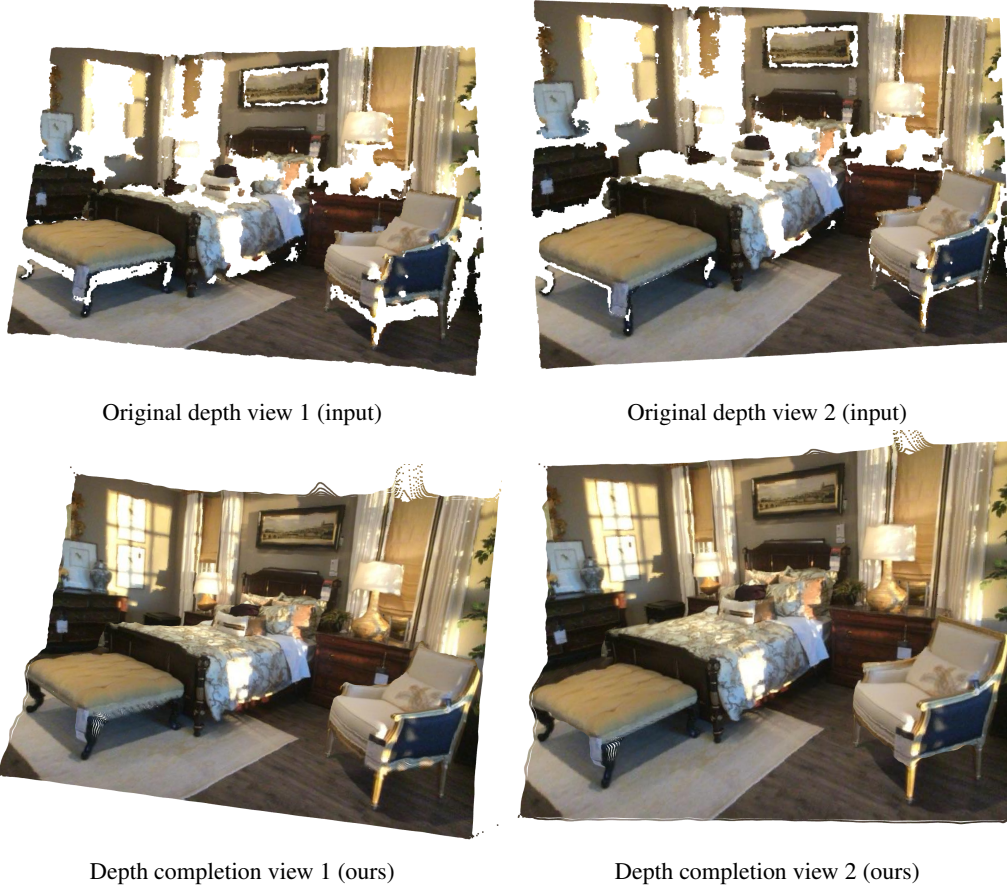 Original depth view 1 (input)
Original depth view 2 (input)
Depth completion view 1 (ours)
Depth completion view 2 (ours)